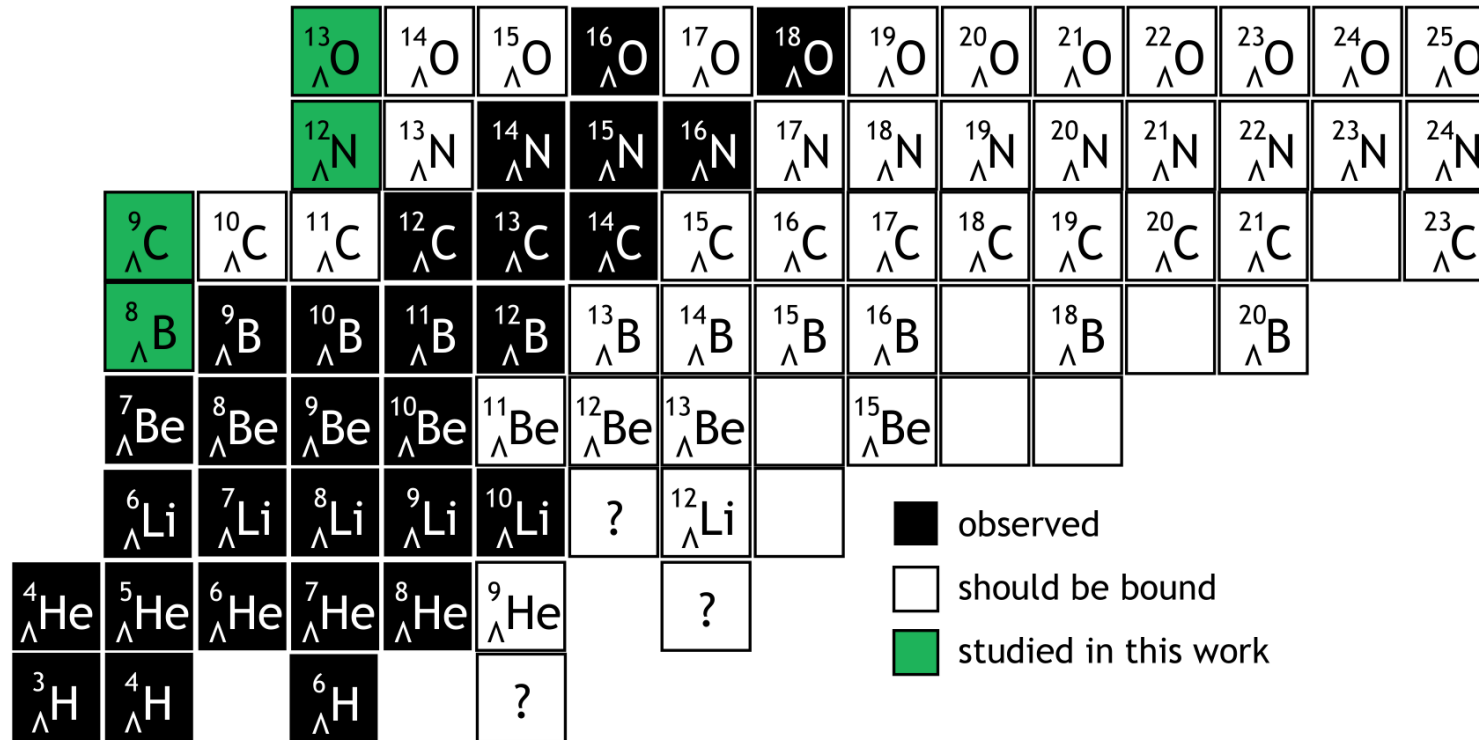 ¹³ΛO ¹⁴ΛO ¹⁵ΛO ¹⁶ΛO ¹⁷ΛO ¹⁸ΛO ¹⁹ΛO ²⁰ΛO ²¹ΛO ²²ΛO ²³ΛO ²⁴ΛO ²⁵ΛO
¹²ΛN ¹³ΛN ¹⁴ΛN ¹⁵ΛN ¹⁶ΛN ¹⁷ΛN ¹⁸ΛN ¹⁹ΛN ²⁰ΛN ²¹ΛN ²²ΛN ²³ΛN ²⁴ΛN
⁹ΛC ¹⁰ΛC ¹¹ΛC ¹²ΛC ¹³ΛC ¹⁴ΛC ¹⁵ΛC ¹⁶ΛC ¹⁷ΛC ¹⁸ΛC ¹⁹ΛC ²⁰ΛC ²¹ΛC ²³ΛC
⁸ΛB ⁹ΛB ¹⁰ΛB ¹¹ΛB ¹²ΛB ¹³ΛB ¹⁴ΛB ¹⁵ΛB ¹⁶ΛB ¹⁸ΛB ²⁰ΛB
⁷ΛBe ⁸ΛBe ⁹ΛBe ¹⁰ΛBe ¹¹ΛBe ¹²ΛBe ¹³ΛBe ¹⁵ΛBe
⁶ΛLi ⁷ΛLi ⁸ΛLi ⁹ΛLi ¹⁰ΛLi ? ¹²ΛLi
⁴ΛHe ⁵ΛHe ⁶ΛHe ⁷ΛHe ⁸ΛHe ⁹ΛHe ?
³ΛH ⁴ΛH ⁶ΛH ?
observed
should be bound
studied in this work